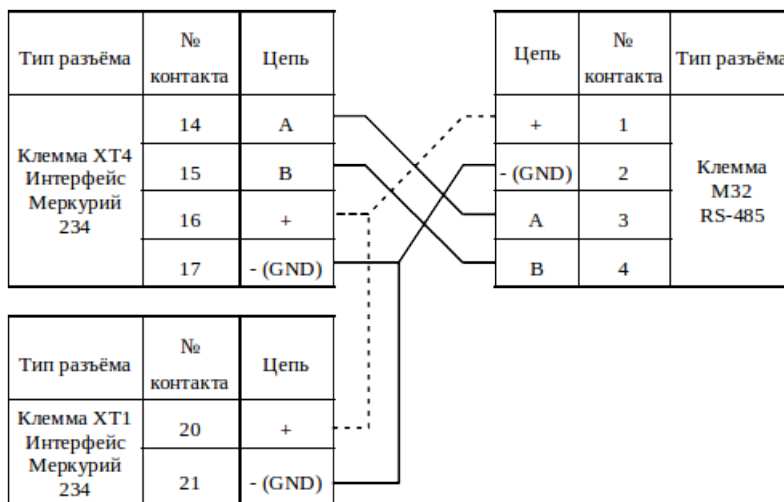 Тип разъёма
№
контакта
Цепь
Клемма XT4
Интерфейс
Меркурий
234
14
A
15
B
16
+
17
- (GND)
Цепь
№
контакта
Тип разъёма
+
1
- (GND)
2
A
3
B
4
Клемма
M32
RS-485
Тип разъёма
№
контакта
Цепь
Клемма XT1
Интерфейс
Меркурий
234
20
+
21
- (GND)